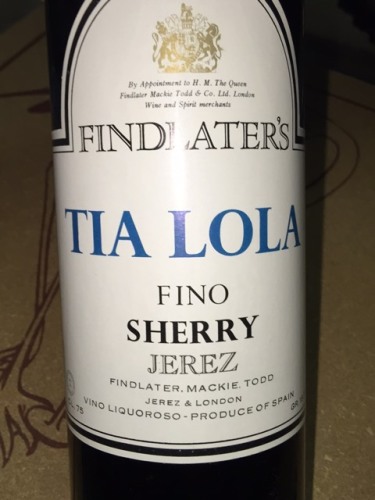 By Appointment to H. M. The Queen
Findlater Mackie Todd & Co. Ltd. London
Wine and Spirit merchants
FINDLATER'S
TIA LOLA
FINO
SHERRY
JEREZ
FINDLATER, MACKIE, TODD
JEREZ & LONDON
VINO LIQUOROSO - PRODUCE OF SPAIN
75